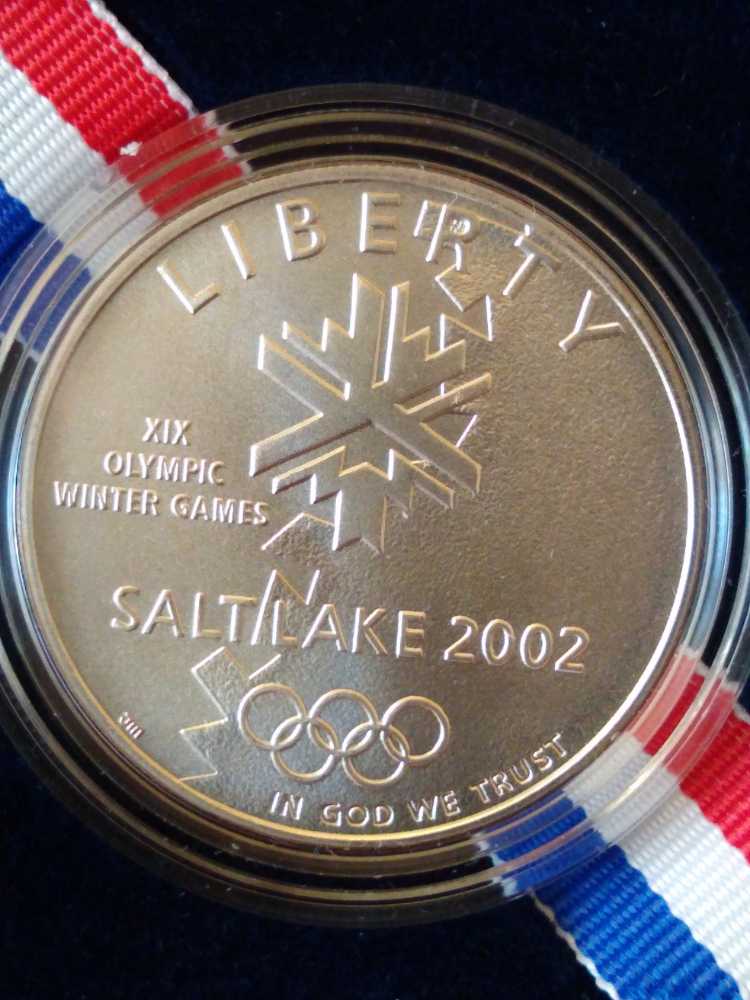 LIBERTY
XIX
OLYMPIC
WINTER GAMES
SALT LAKE 2002
IN GOD WE TRUST